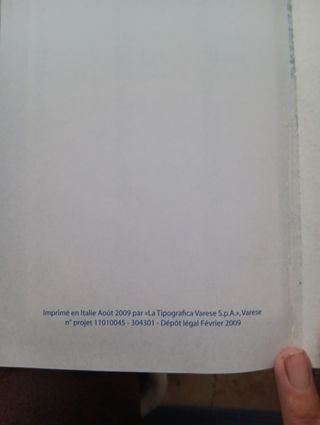 Imprimé en Italie Août 2009 par «La Tipografica Varese S.p.A.», Varese
n° projet 11010045 - 304301 - Dépôt légal Février 2009